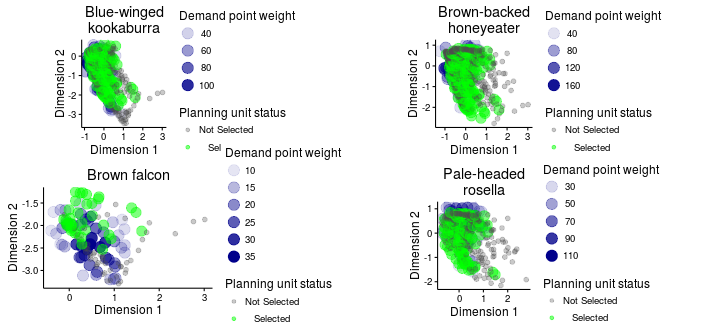 Blue-winged
kookaburra
Dimension 2
0
-1
-2
-3
-1
0
1
2
3
Dimension 1
Demand point weight
40
60
80
100
Planning unit status
Not Selected
Sel
Brown-backed
honeyeater
Dimension 2
1
0
-1
-2
-1
0
1
2
3
Dimension 1
Demand point weight
40
80
120
160
Planning unit status
Not Selected
Selected
Brown falcon
Dimension 2
-1.5
-2.0
-2.5
-3.0
0
1
2
3
Dimension 1
Demand point weight
10
15
20
25
30
35
Planning unit status
Not Selected
Selected
Pale-headed
rosella
Dimension 2
1
0
-1
-2
0
1
2
Dimension 1
Demand point weight
30
50
70
90
110
Planning unit status
Not Selected
Selected